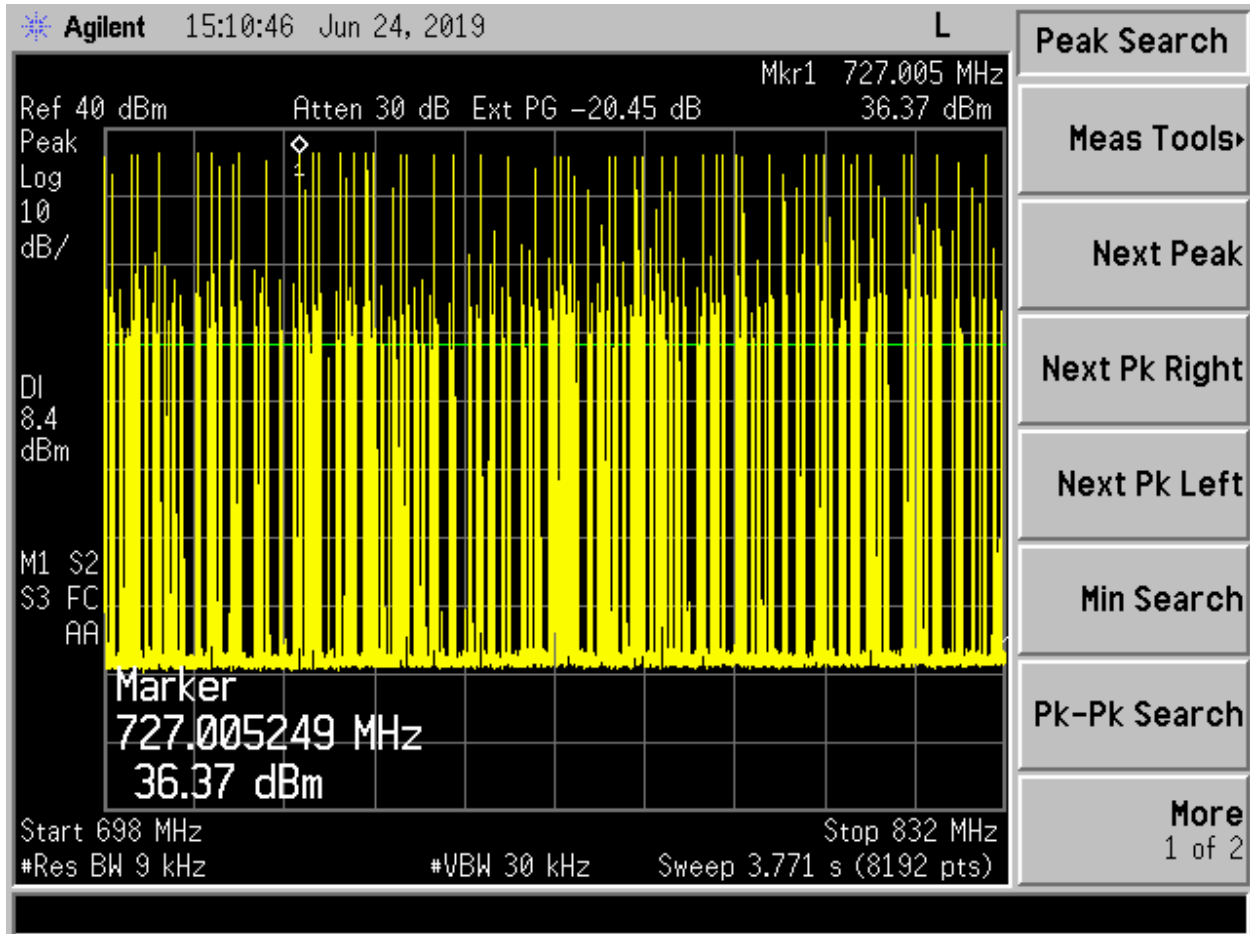 Agilent 15:10:46 Jun 24, 2019 L
Peak Search
Mkr1 727.005 MHz
Ref 40 dBm Atten 30 dB Ext PG -20.45 dB 36.37 dBm
Peak
Log
10
dB/
1
DI
8.4
dBm
M1 S2
S3 FC
AA
Marker
727.005249 MHz
36.37 dBm
Start 698 MHz Stop 832 MHz
#Res BW 9 kHz #VBW 30 kHz Sweep 3.771 s (8192 pts)
Meas Tools
Next Peak
Next Pk Right
Next Pk Left
Min Search
Pk-Pk Search
More
1 of 2